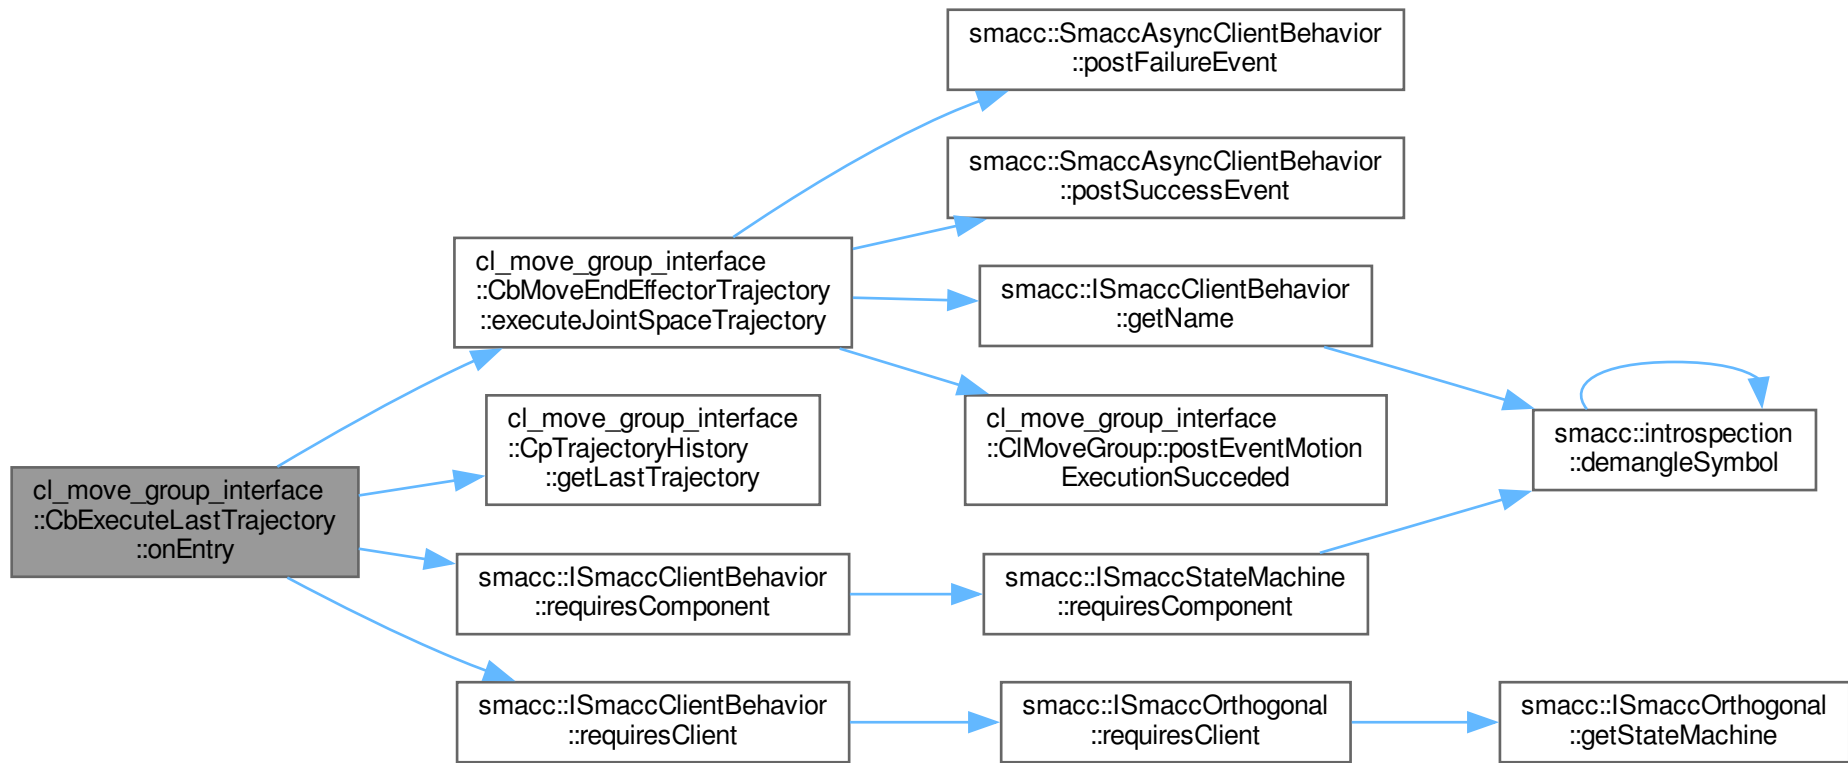 smacc::SmaccAsyncClientBehavior
::postFailureEvent
smacc::SmaccAsyncClientBehavior
::postSuccessEvent
cl_move_group_interface
::CbMoveEndEffectorTrajectory
::executeJointSpaceTrajectory
smacc::ISmaccClientBehavior
::getName
cl_move_group_interface
::CpTrajectoryHistory
::getLastTrajectory
cl_move_group_interface
::ClMoveGroup::postEventMotion
ExecutionSucceded
smacc::introspection
::demangleSymbol
cl_move_group_interface
::CbExecuteLastTrajectory
::onEntry
smacc::ISmaccClientBehavior
::requiresComponent
smacc::ISmaccStateMachine
::requiresComponent
smacc::ISmaccClientBehavior
::requiresClient
smacc::ISmaccOrthogonal
::requiresClient
smacc::ISmaccOrthogonal
::getStateMachine